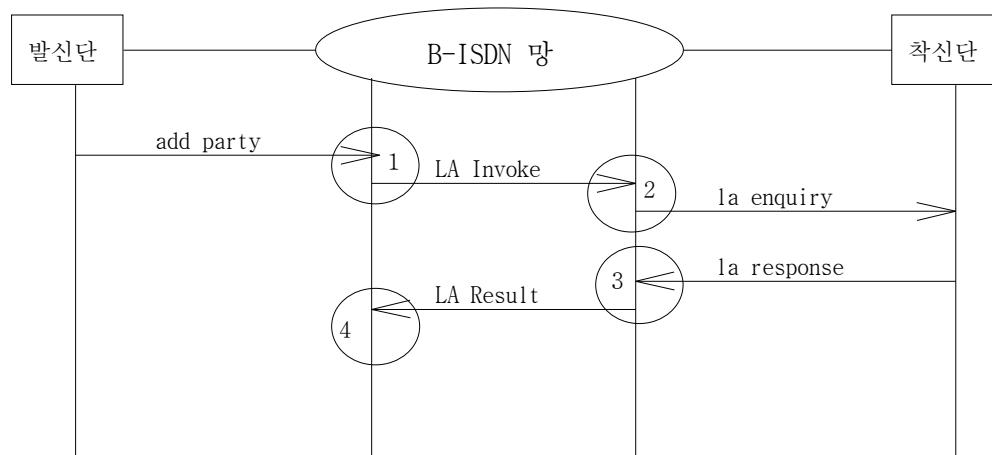 발신단
B-ISDN 망
착신단
add party
1
LA Invoke
2
la enquiry
3
la response
LA Result
4